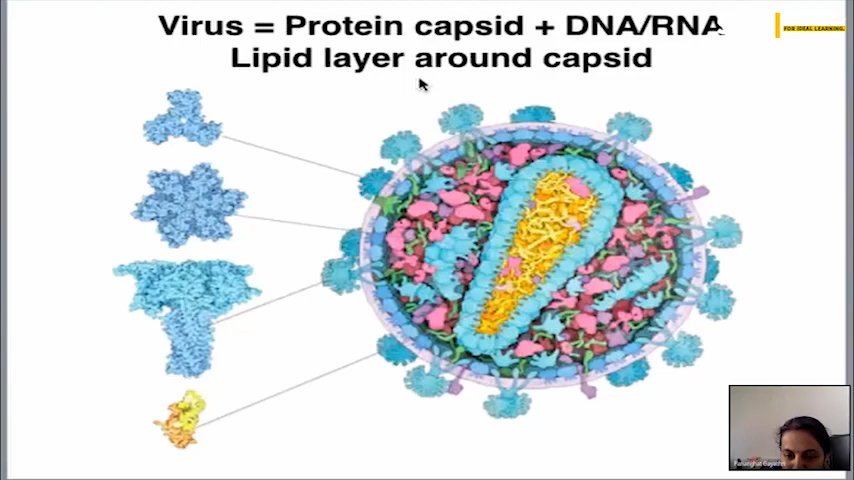 Virus = Protein capsid + DNA/RNA
Lipid layer around capsid
FOR IDEAL LEARNING.